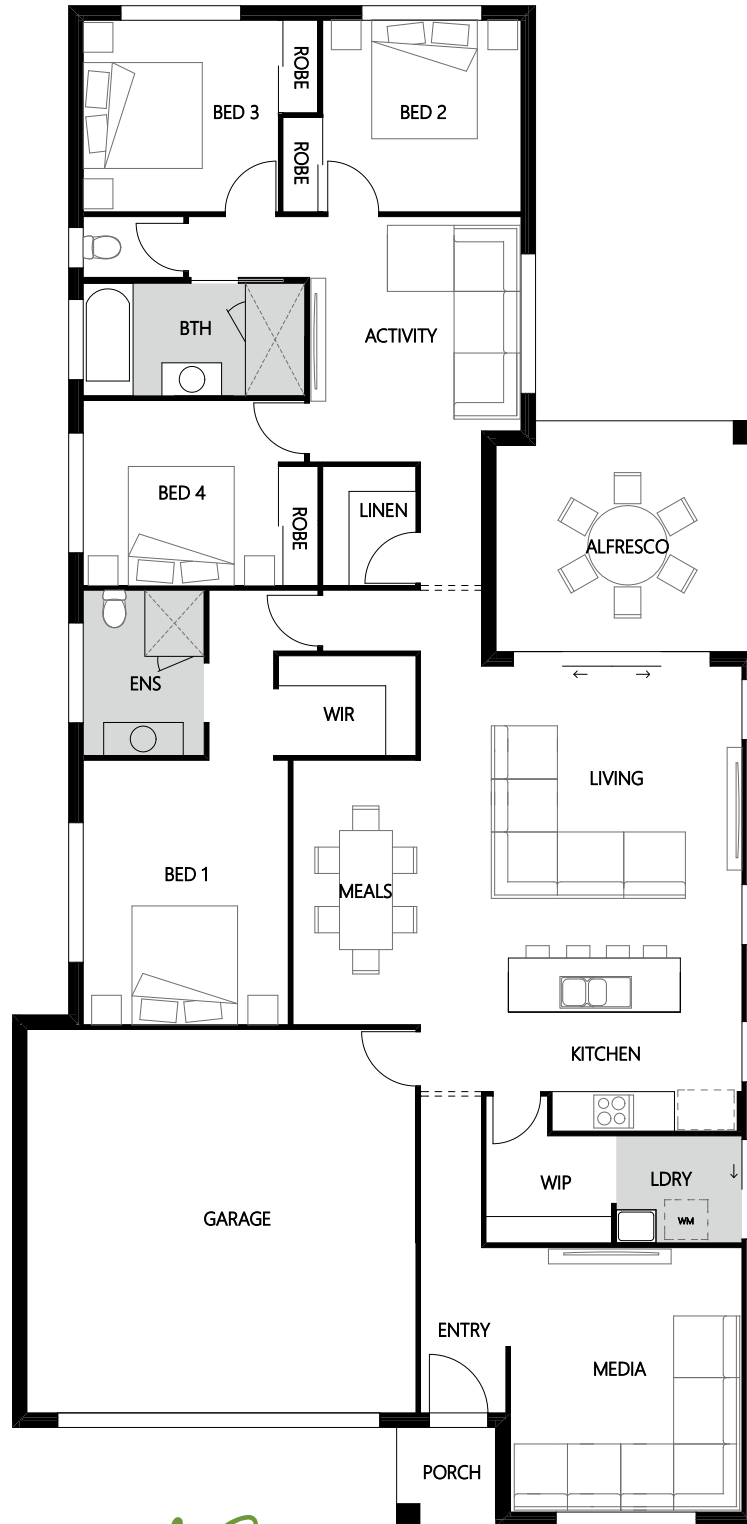 ROBE
BED 3
BED 2
ROBE
BTH
ACTIVITY
BED 4
LINEN
ROBE
ALFRESCO
ENS
WIR
LIVING
BED 1
MEALS
KITCHEN
WIP
LDRY
WM
GARAGE
ENTRY
MEDIA
PORCH